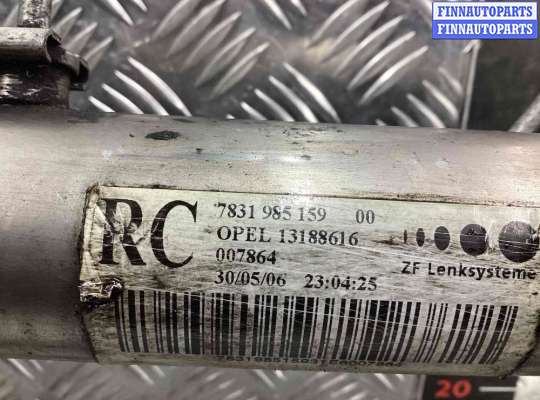 FINNAUTOPARTS
FINNAUTOPARTS
RC
7831 985 159 00
OPEL 13188616
007864
30/05/06 23:04:25
ZF Lenksysteme
20